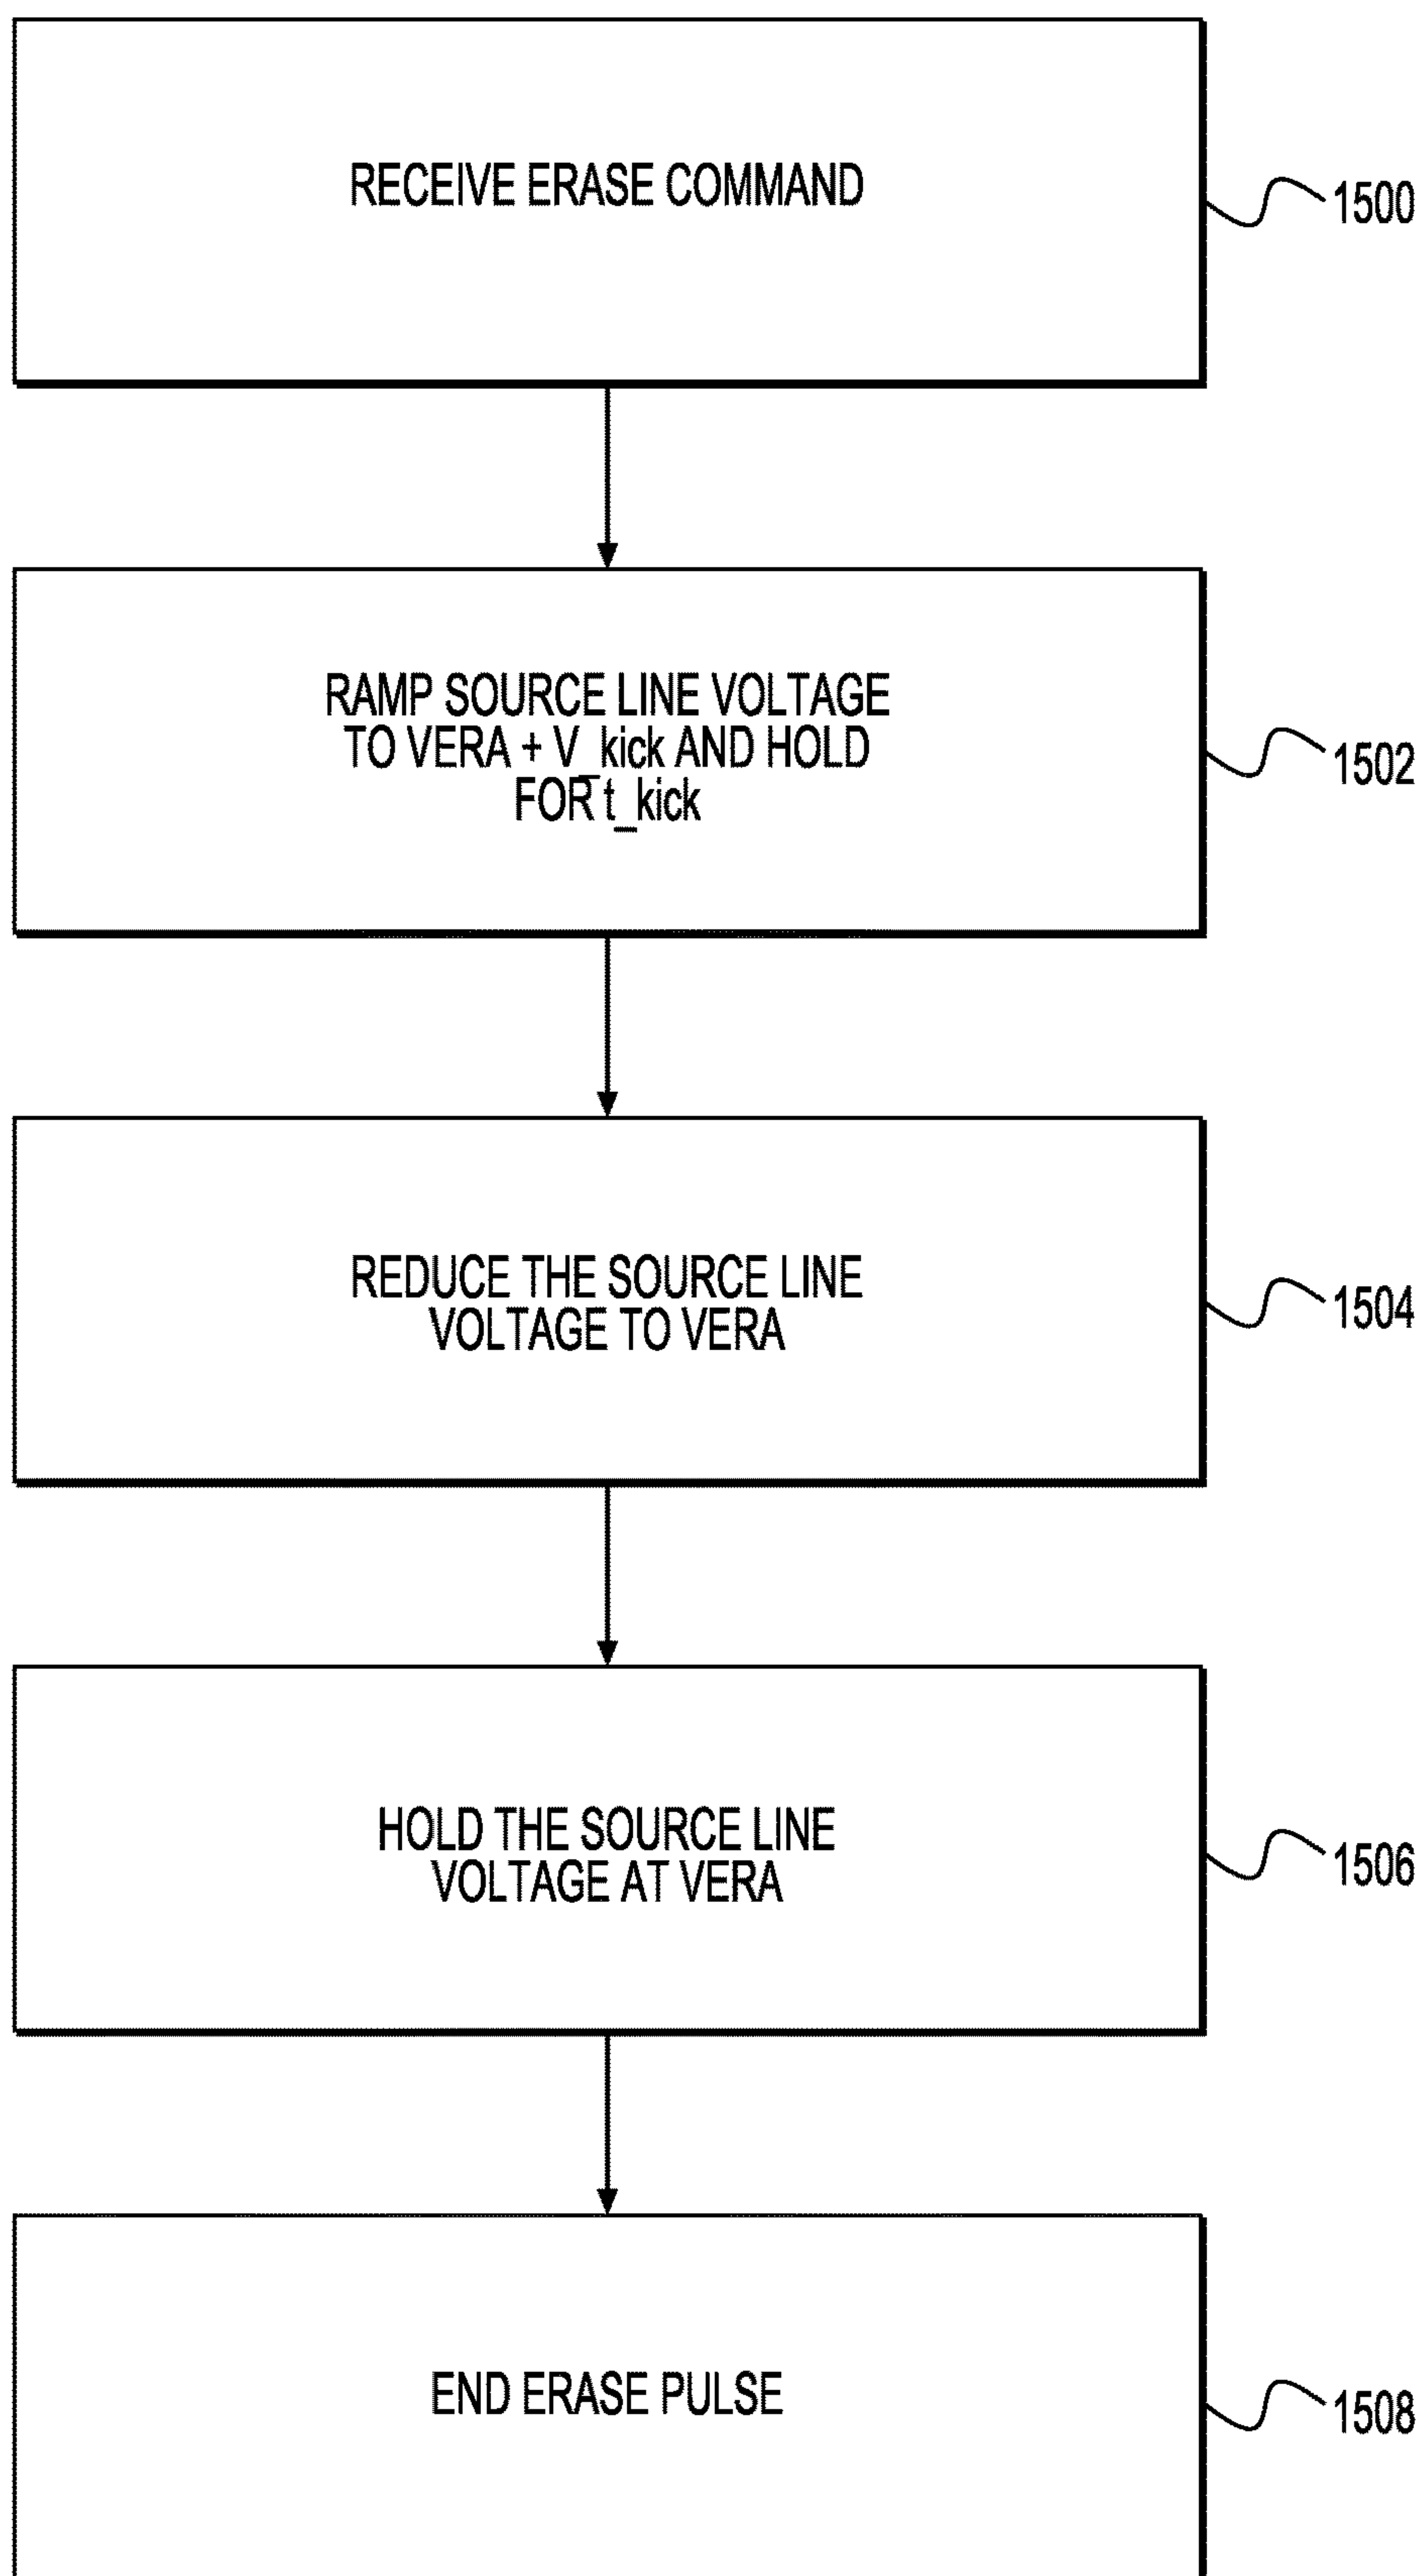 RECEIVE ERASE COMMAND
1500
RAMP SOURCE LINE VOLTAGE
TO VERA + V_kick AND HOLD
FOR t_kick
1502
REDUCE THE SOURCE LINE
VOLTAGE TO VERA
1504
HOLD THE SOURCE LINE
VOLTAGE AT VERA
1506
END ERASE PULSE
1508